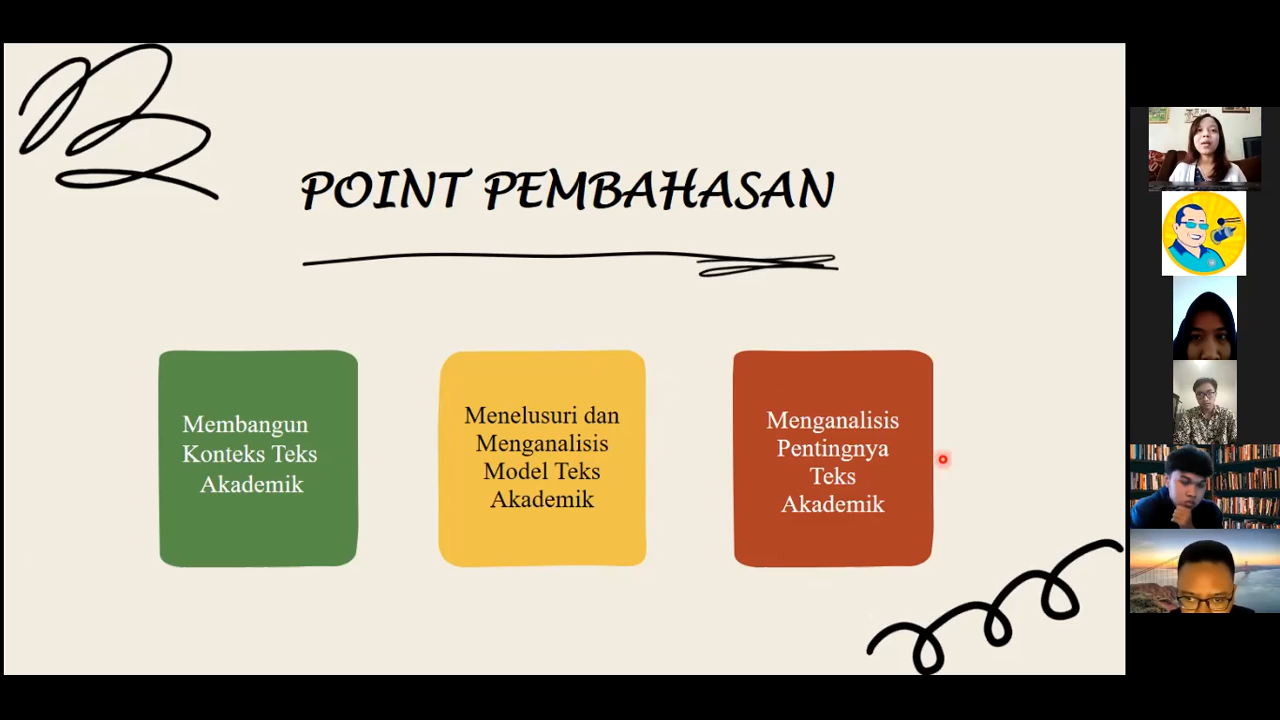 POINT PEMBAHASAN
Membangun
Konteks Teks
Akademik
Menelusuri dan
Menganalisis
Model Teks
Akademik
Menganalisis
Pentingnya
Teks
Akademik